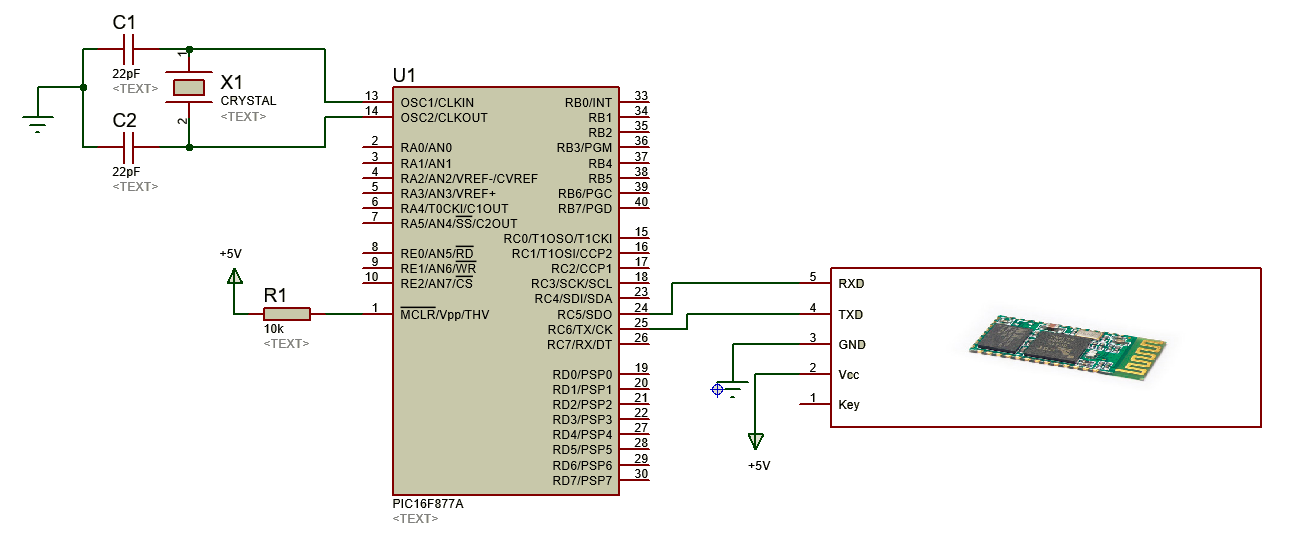 C1
22pF
<TEXT>
1
X1
CRYSTAL
<TEXT>
2
C2
22pF
<TEXT>
+5V
R1
10k
<TEXT>
U1
13 OSC1/CLKIN RB0/INT 33
14 OSC2/CLKOUT RB1 34
RB2 35
2 RA0/AN0 RB3/PGM 36
3 RA1/AN1 RB4 37
4 RA2/AN2/VREF-/CVREF RB5 38
5 RA3/AN3/VREF+ RB6/PGC 39
6 RA4/T0CKI/C1OUT RB7/PGD 40
7 RA5/AN4/SS/C2OUT
RC0/T1OSO/T1CKI 15
8 RE0/AN5/RD RC1/T1OSI/CCP2 16
9 RE1/AN6/WR RC2/CCP1 17
10 RE2/AN7/CS RC3/SCK/SCL 18
RC4/SDI/SDA 23
1 MCLR/Vpp/THV RC5/SDO 24
RC6/TX/CK 25
RC7/RX/DT 26
RD0/PSP0 19
RD1/PSP1 20
RD2/PSP2 21
RD3/PSP3 22
RD4/PSP4 27
RD5/PSP5 28
RD6/PSP6 29
RD7/PSP7 30
PIC16F877A
<TEXT>
5 RXD
4 TXD
3 GND
2 Vcc
1 Key
+5V